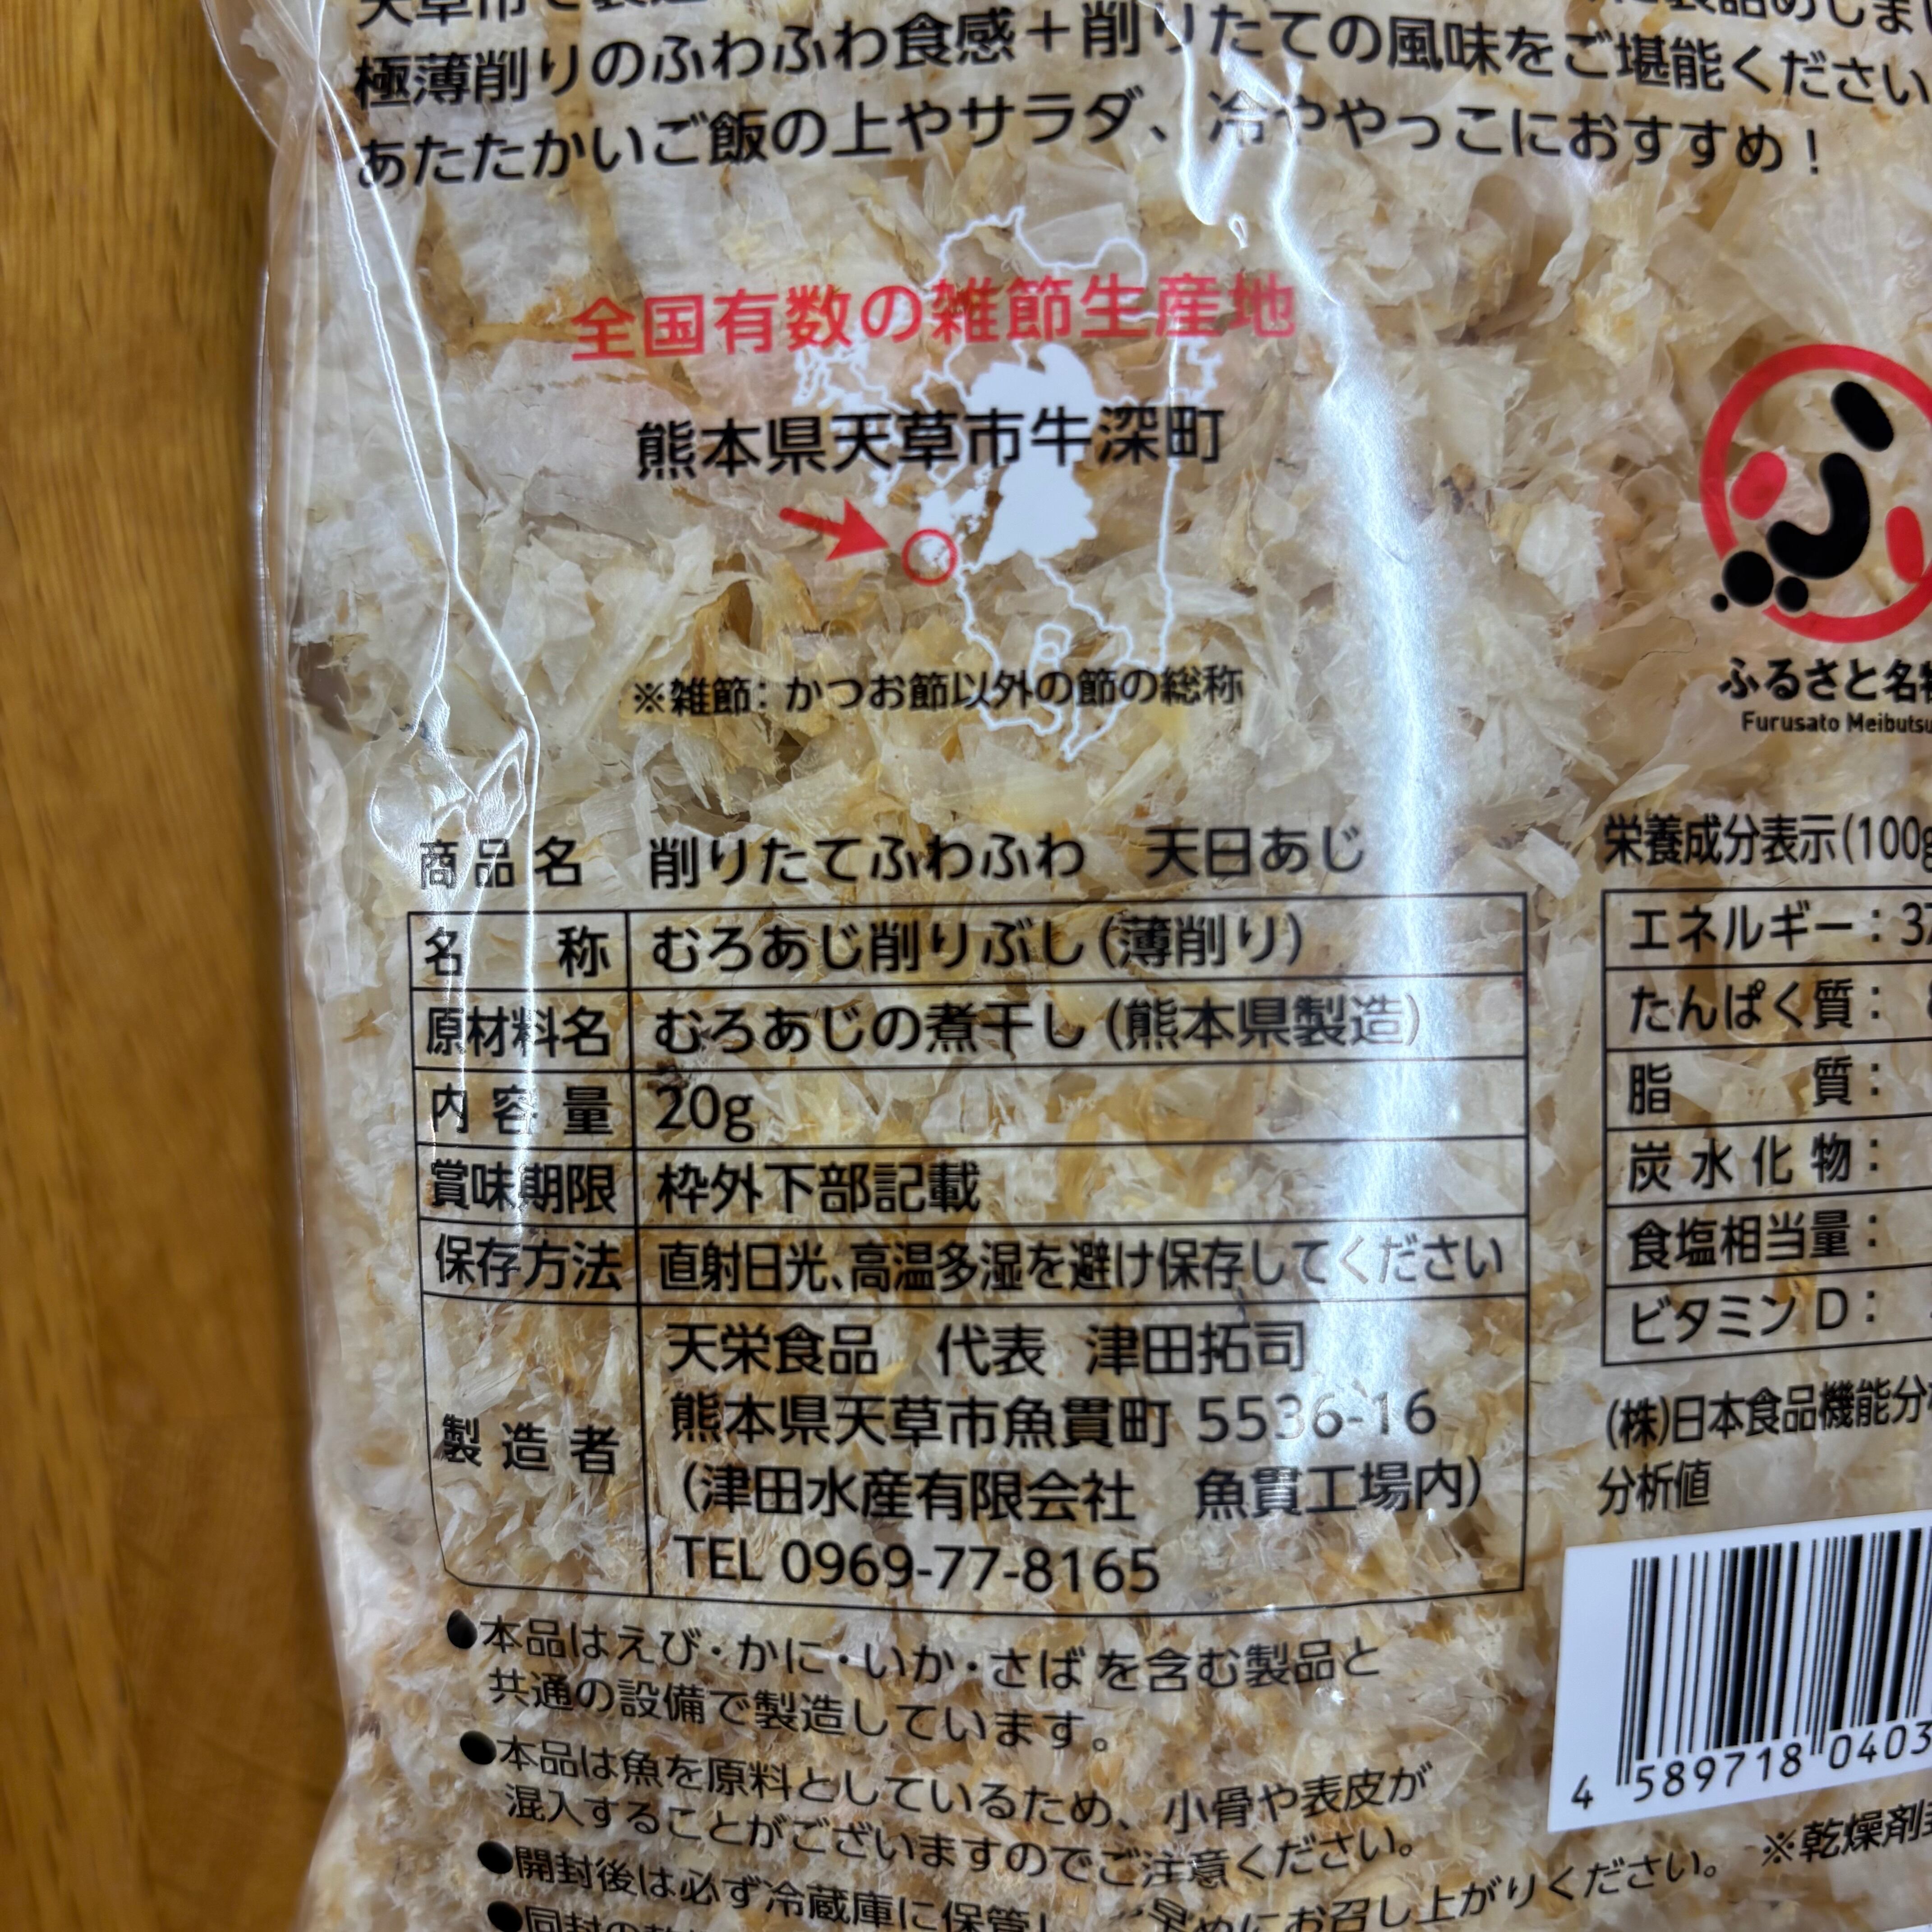 極薄削りのふわふわ食感＋削りたての風味をご堪能ください
あたたかいご飯の上やサラダ、冷ややっこにおすすめ！
全国有数の雑節生産地
熊本県天草市牛深町
※雑節：かつお節以外の節の総称
ふるさと名
Furusato Meibutsu
商品名 削りたてふわふわ 天日あじ
名称 むろあじ削りぶし(薄削り)
原材料名 むろあじの煮干し(熊本県製造)
内容量 20g
賞味期限 枠外下部記載
保存方法 直射日光、高温多湿を避け保存してください
製造者 天栄食品 代表 津田拓司
熊本県天草市魚貫町 5536-16
(津田水産有限会社 魚貫工場内)
TEL 0969-77-8165
栄養成分表示(100g
エネルギー：37
たんぱく質：
脂質：
炭水化物：
食塩相当量：
ビタミンD：
(株)日本食品機能分
分析値
4 589718 0403
●本品はえび・かに・いか・さばを含む製品と
共通の設備で製造しています。
●本品は魚を原料としているため、小骨や表皮が
混入することがございますのでご注意ください。
●開封後は必ず冷蔵庫に保管し、早めにお召し上がりください。
※乾燥剤